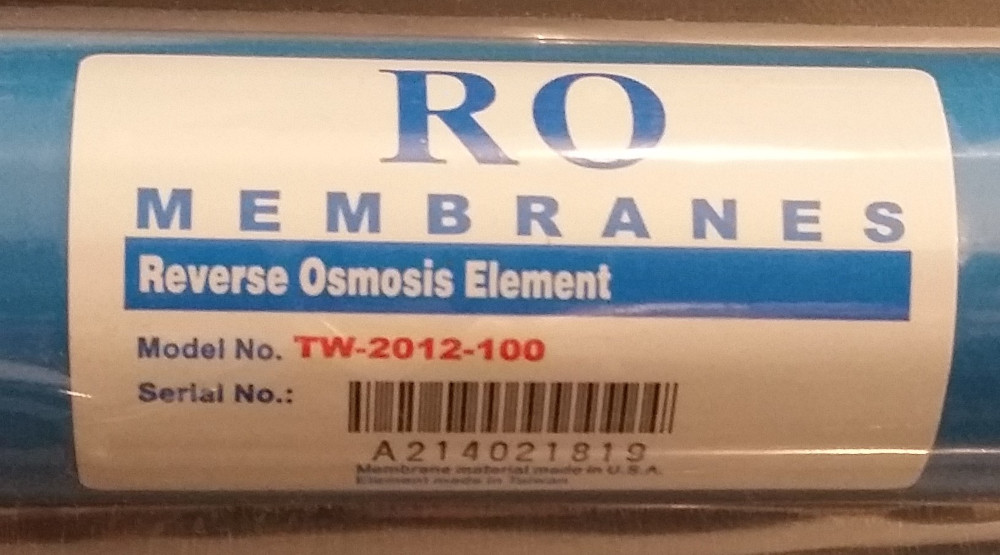 RO
MEMBRANES
Reverse Osmosis Element
Model No. TW-2012-100
Serial No.:
A214021819
Membrane material made in U.S.A.
Element made in Taiwan